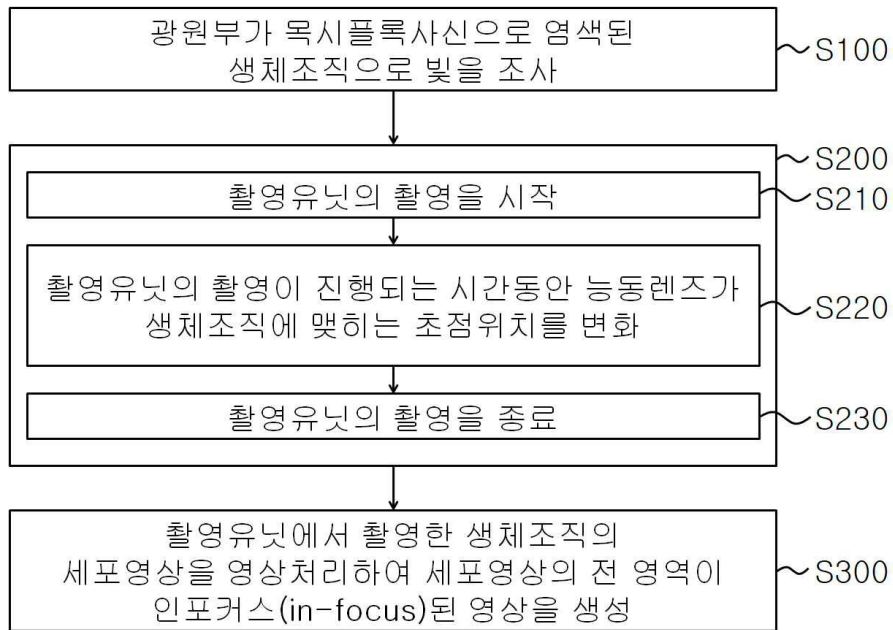 광원부가 목시플록사신으로 염색된
생체조직으로 빛을 조사
S100
S200
촬영유닛의 촬영을 시작
S210
촬영유닛의 촬영이 진행되는 시간동안 능동렌즈가
생체조직에 맺히는 초점위치를 변화
S220
촬영유닛의 촬영을 종료
S230
촬영유닛에서 촬영한 생체조직의
세포영상을 영상처리하여 세포영상의 전 영역이
인포커스(in-focus)된 영상을 생성
S300